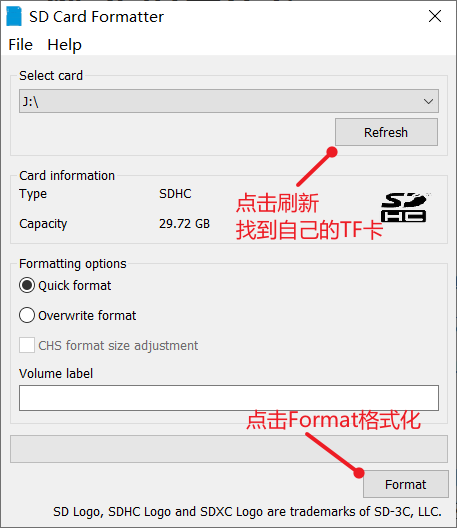 SD Card Formatter
File Help
Select card
J:\
Refresh
Card information
Type SDHC
Capacity 29.72 GB
点击刷新
找到自己的TF卡
SD
HC
Formatting options
Quick format
Overwrite format
CHS format size adjustment
Volume label
点击Format格式化
Format
SD Logo, SDHC Logo and SDXC Logo are trademarks of SD-3C, LLC.